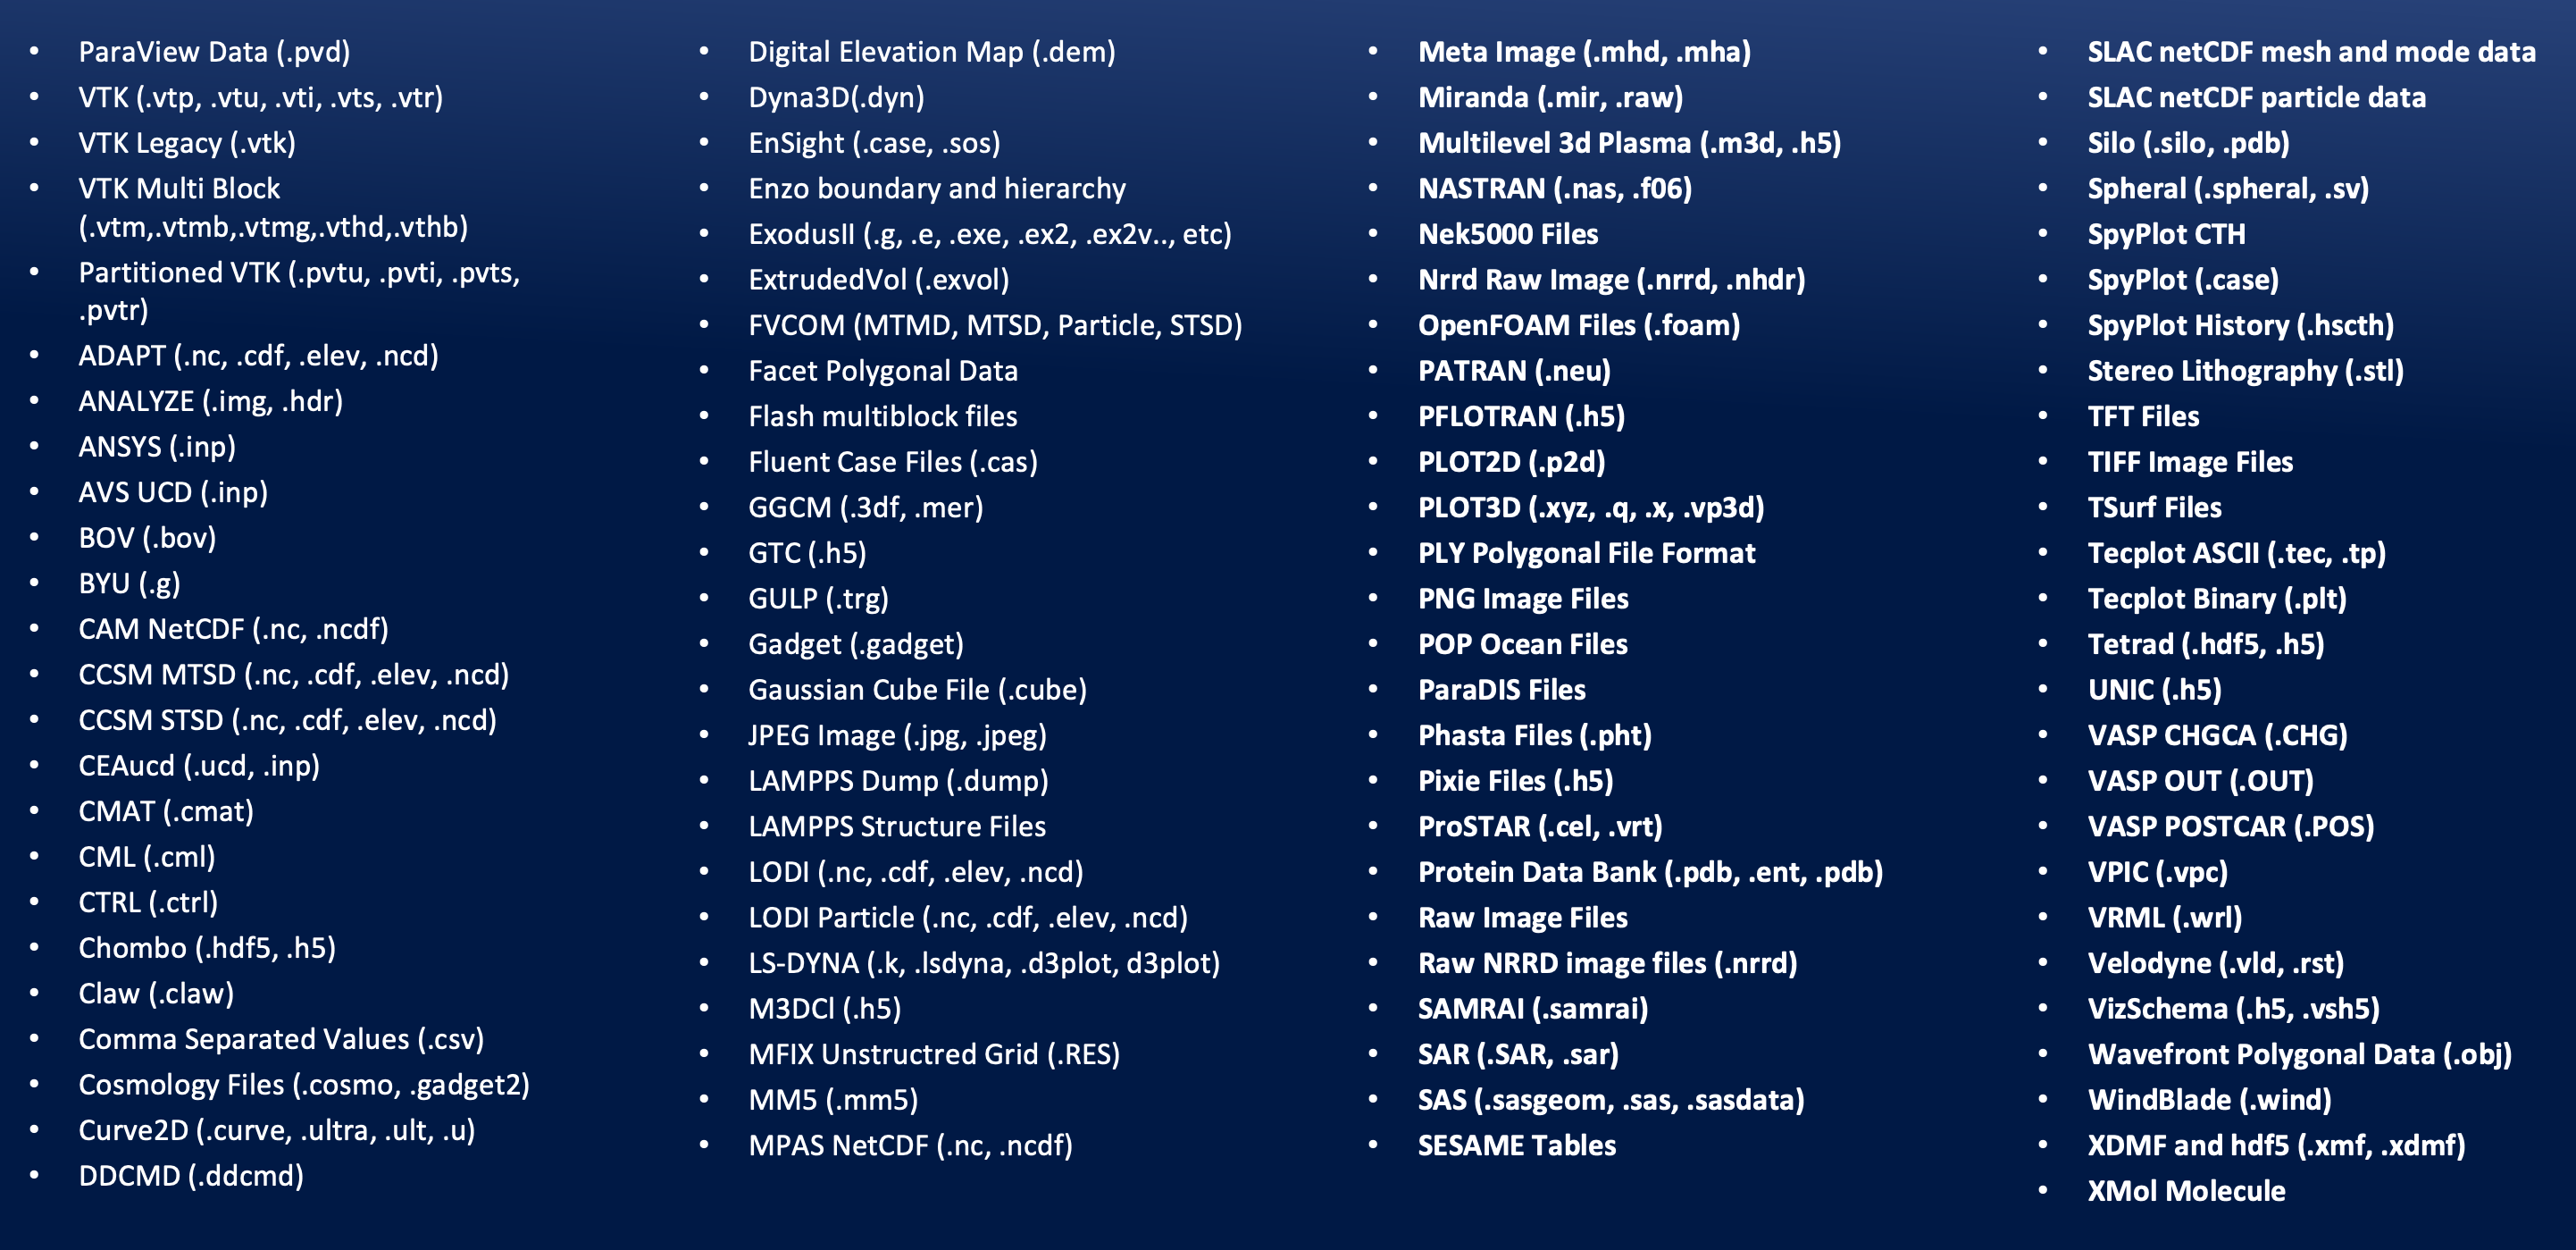 • ParaView Data (.pvd)
• VTK (.vtp, .vtu, .vti, .vts, .vtr)
• VTK Legacy (.vtk)
• VTK Multi Block
(.vtm,.vtmb,.vtmg,.vthd,.vthb)
• Partitioned VTK (.pvtu, .pvti, .pvts,
.pvtr)
• ADAPT (.nc, .cdf, .elev, .ncd)
• ANALYZE (.img, .hdr)
• ANSYS (.inp)
• AVS UCD (.inp)
• BOV (.bov)
• BYU (.g)
• CAM NetCDF (.nc, .ncdf)
• CCSM MTSD (.nc, .cdf, .elev, .ncd)
• CCSM STSD (.nc, .cdf, .elev, .ncd)
• CEAucd (.ucd, .inp)
• CMAT (.cmat)
• CML (.cml)
• CTRL (.ctrl)
• Chombo (.hdf5, .h5)
• Claw (.claw)
• Comma Separated Values (.csv)
• Cosmology Files (.cosmo, .gadget2)
• Curve2D (.curve, .ultra, .ult, .u)
• DDCMD (.ddcmd)
• Digital Elevation Map (.dem)
• Dyna3D(.dyn)
• EnSight (.case, .sos)
• Enzo boundary and hierarchy
• ExodusII (.g, .e, .exe, .ex2, .ex2v.., etc)
• ExtrudedVol (.exvol)
• FVCOM (MTMD, MTSD, Particle, STSD)
• Facet Polygonal Data
• Flash multiblock files
• Fluent Case Files (.cas)
• GGCM (.3df, .mer)
• GTC (.h5)
• GULP (.trg)
• Gadget (.gadget)
• Gaussian Cube File (.cube)
• JPEG Image (.jpg, .jpeg)
• LAMPPS Dump (.dump)
• LAMPPS Structure Files
• LODI (.nc, .cdf, .elev, .ncd)
• LODI Particle (.nc, .cdf, .elev, .ncd)
• LS-DYNA (.k, .lsdyna, .d3plot, d3plot)
• M3DCl (.h5)
• MFIX Unstructred Grid (.RES)
• MM5 (.mm5)
• MPAS NetCDF (.nc, .ncdf)
• Meta Image (.mhd, .mha)
• Miranda (.mir, .raw)
• Multilevel 3d Plasma (.m3d, .h5)
• NASTRAN (.nas, .f06)
• Nek5000 Files
• Nrrd Raw Image (.nrrd, .nhdr)
• OpenFOAM Files (.foam)
• PATRAN (.neu)
• PFLOTRAN (.h5)
• PLOT2D (.p2d)
• PLOT3D (.xyz, .q, .x, .vp3d)
• PLY Polygonal File Format
• PNG Image Files
• POP Ocean Files
• ParaDIS Files
• Phasta Files (.pht)
• Pixie Files (.h5)
• ProSTAR (.cel, .vrt)
• Protein Data Bank (.pdb, .ent, .pdb)
• Raw Image Files
• Raw NRRD image files (.nrrd)
• SAMRAI (.samrai)
• SAR (.SAR, .sar)
• SAS (.sasgeom, .sas, .sasdata)
• SESAME Tables
• SLAC netCDF mesh and mode data
• SLAC netCDF particle data
• Silo (.silo, .pdb)
• Spheral (.spheral, .sv)
• SpyPlot CTH
• SpyPlot (.case)
• SpyPlot History (.hscth)
• Stereo Lithography (.stl)
• TFT Files
• TIFF Image Files
• TSurf Files
• Tecplot ASCII (.tec, .tp)
• Tecplot Binary (.plt)
• Tetrad (.hdf5, .h5)
• UNIC (.h5)
• VASP CHGCA (.CHG)
• VASP OUT (.OUT)
• VASP POSTCAR (.POS)
• VPIC (.vpc)
• VRML (.wrl)
• Velodyne (.vld, .rst)
• VizSchema (.h5, .vsh5)
• Wavefront Polygonal Data (.obj)
• WindBlade (.wind)
• XDMF and hdf5 (.xmf, .xdmf)
• XMol Molecule